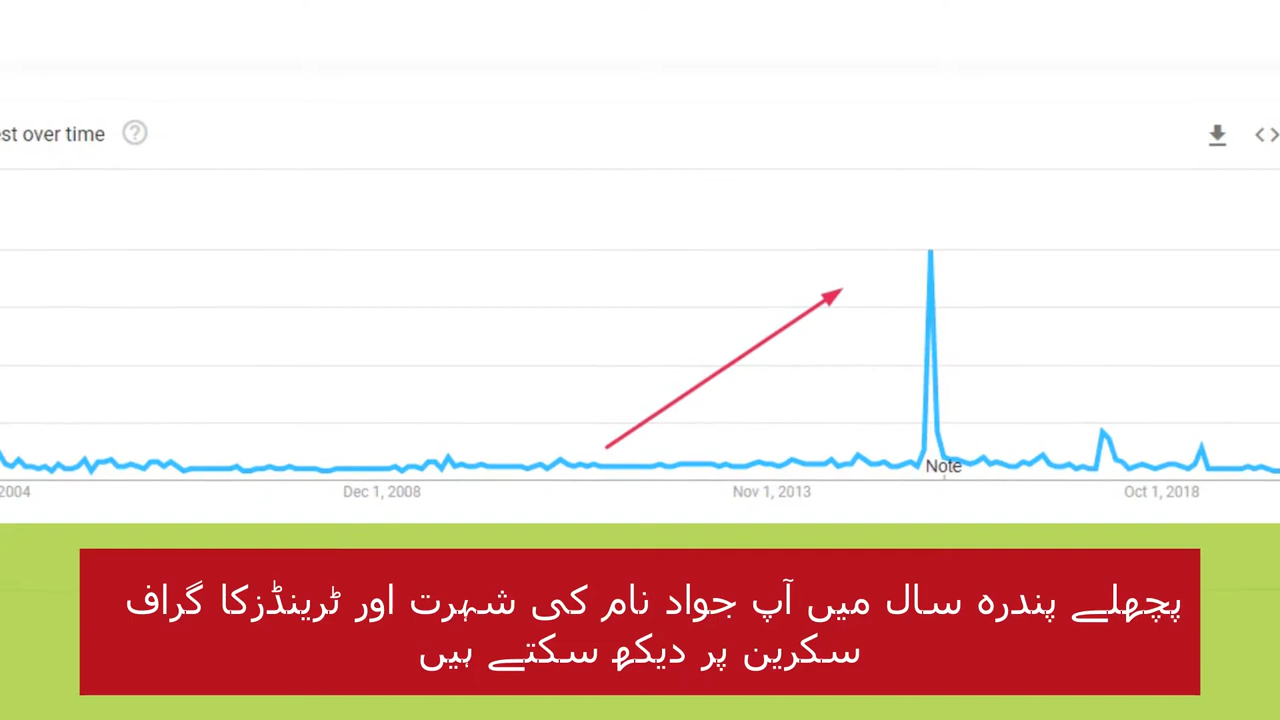 est over time
Note
2004
Dec 1, 2008
Nov 1, 2013
Oct 1, 2018
پچھلے پندرہ سال میں آپ جواد نام کی شہرت اور ٹرینڈزکا گراف
سکرین پر دیکھ سکتے ہیں